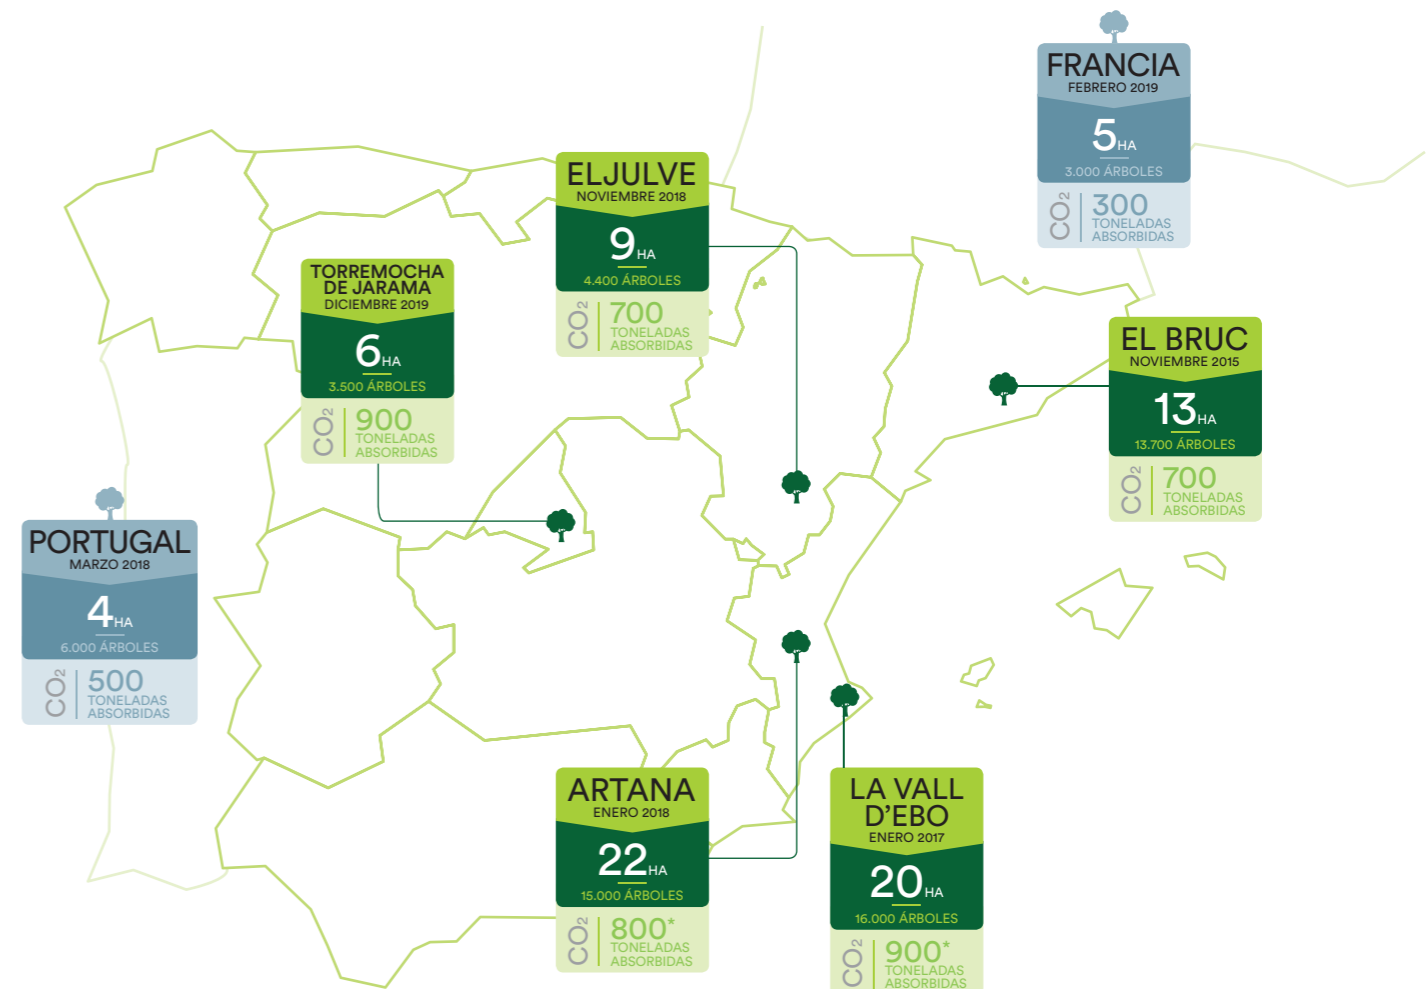 FRANCIA
FEBRERO 2019
5HA
3.000 ÁRBOLES
CO₂
300
TONELADAS
ABSORBIDAS
ELJULVE
NOVIEMBRE 2018
9HA
4.400 ÁRBOLES
CO₂
700
TONELADAS
ABSORBIDAS
TORREMOCHA
DE JARAMA
DICIEMBRE 2019
6HA
3.500 ÁRBOLES
CO₂
900
TONELADAS
ABSORBIDAS
EL BRUC
NOVIEMBRE 2015
13HA
13.700 ÁRBOLES
CO₂
700
TONELADAS
ABSORBIDAS
PORTUGAL
MARZO 2018
4HA
6.000 ÁRBOLES
CO₂
500
TONELADAS
ABSORBIDAS
ARTANA
ENERO 2018
22HA
15.000 ÁRBOLES
CO₂
800*
TONELADAS
ABSORBIDAS
LA VALL
D'EBO
ENERO 2017
20HA
16.000 ÁRBOLES
CO₂
900*
TONELADAS
ABSORBIDAS